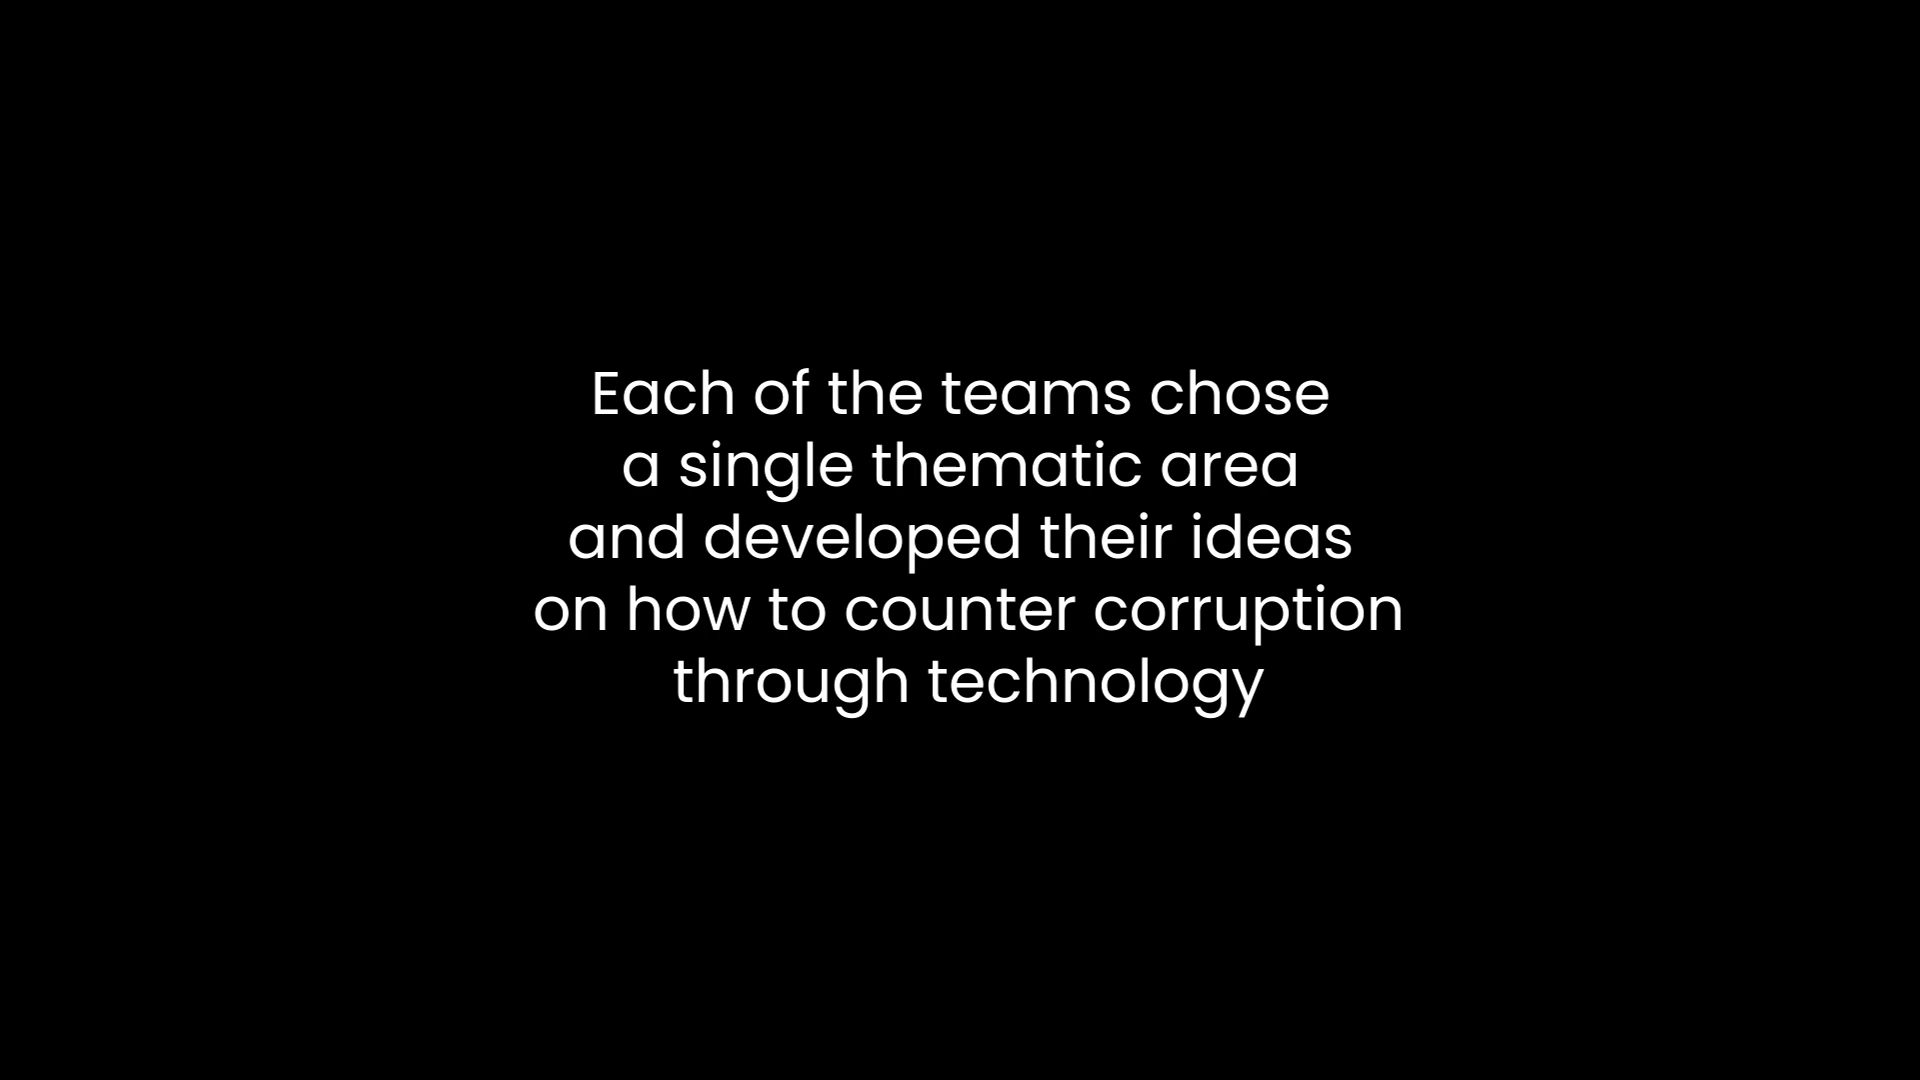 Each of the teams chose
a single thematic area
and developed their ideas
on how to counter corruption
through technology